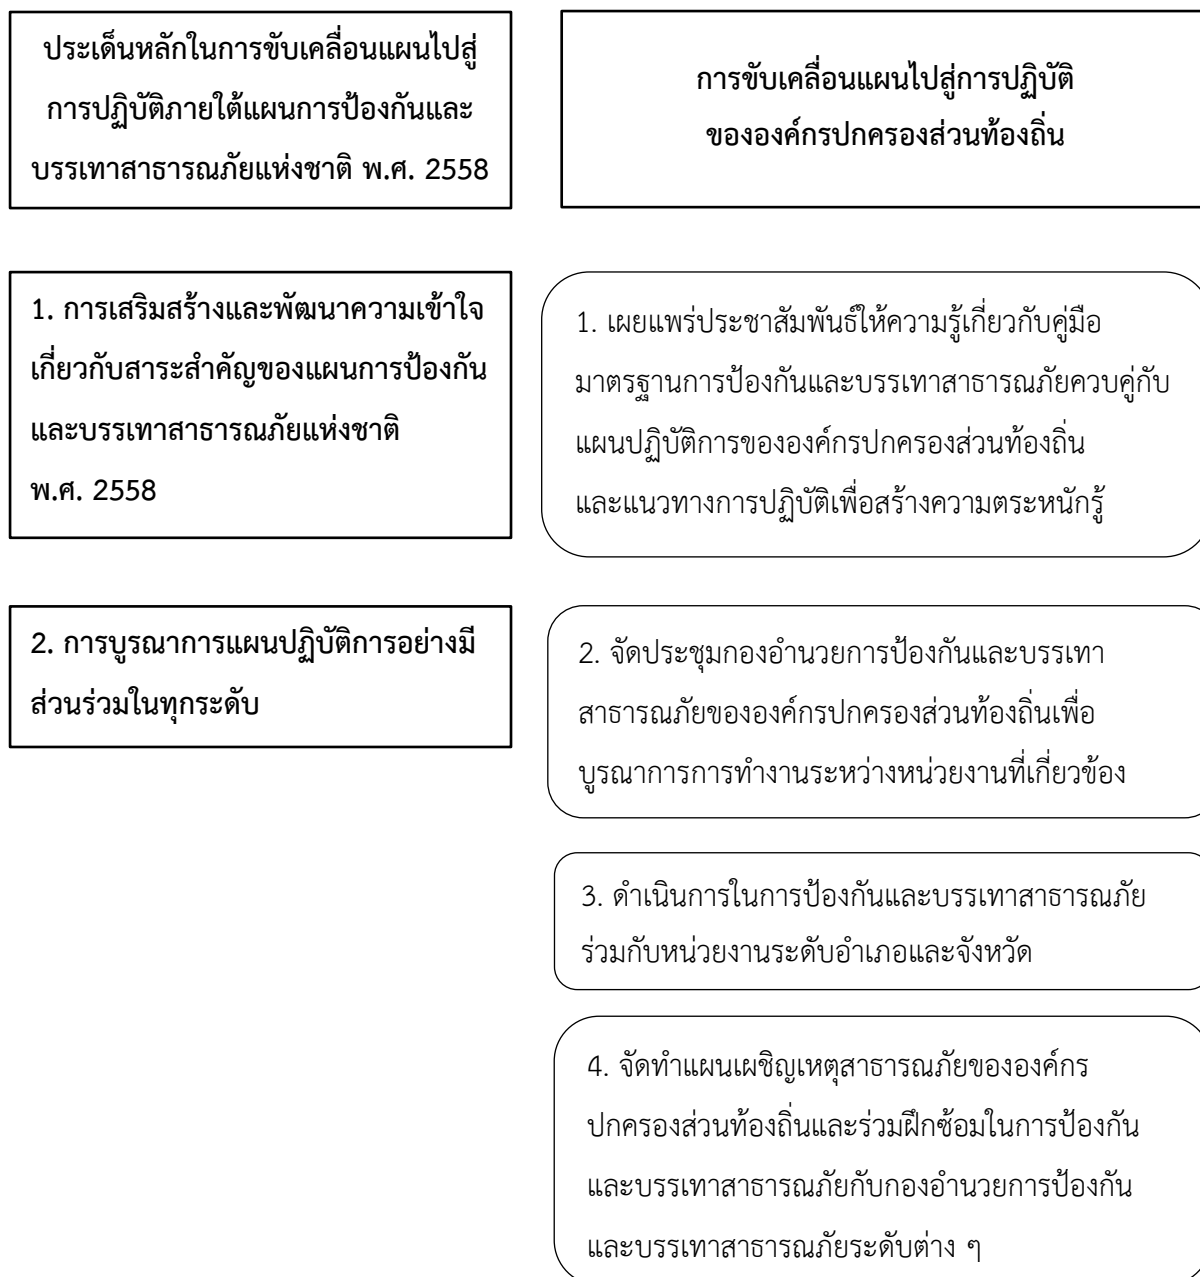 ประเด็นหลักในการขับเคลื่อนแผนไปสู่
การปฏิบัติภายใต้แผนการป้องกันและ
บรรเทาสาธารณภัยแห่งชาติ พ.ศ. 2558
การขับเคลื่อนแผนไปสู่การปฏิบัติ
ขององค์กรปกครองส่วนท้องถิ่น
1. การเสริมสร้างและพัฒนาความเข้าใจ
เกี่ยวกับสาระสำคัญของแผนการป้องกัน
และบรรเทาสาธารณภัยแห่งชาติ
พ.ศ. 2558
1. เผยแพร่ประชาสัมพันธ์ให้ความรู้เกี่ยวกับคู่มือ
มาตรฐานการป้องกันและบรรเทาสาธารณภัยควบคู่กับ
แผนปฏิบัติการขององค์กรปกครองส่วนท้องถิ่น
และแนวทางการปฏิบัติเพื่อสร้างความตระหนักรู้
2. การบูรณาการแผนปฏิบัติการอย่างมี
ส่วนร่วมในทุกระดับ
2. จัดประชุมกองอำนวยการป้องกันและบรรเทา
สาธารณภัยขององค์กรปกครองส่วนท้องถิ่นเพื่อ
บูรณาการการทำงานระหว่างหน่วยงานที่เกี่ยวข้อง
3. ดำเนินการในการป้องกันและบรรเทาสาธารณภัย
ร่วมกับหน่วยงานระดับอำเภอและจังหวัด
4. จัดทำแผนเผชิญเหตุสาธารณภัยขององค์กร
ปกครองส่วนท้องถิ่นและร่วมฝึกซ้อมในการป้องกัน
และบรรเทาสาธารณภัยกับกองอำนวยการป้องกัน
และบรรเทาสาธารณภัยระดับต่าง ๆ